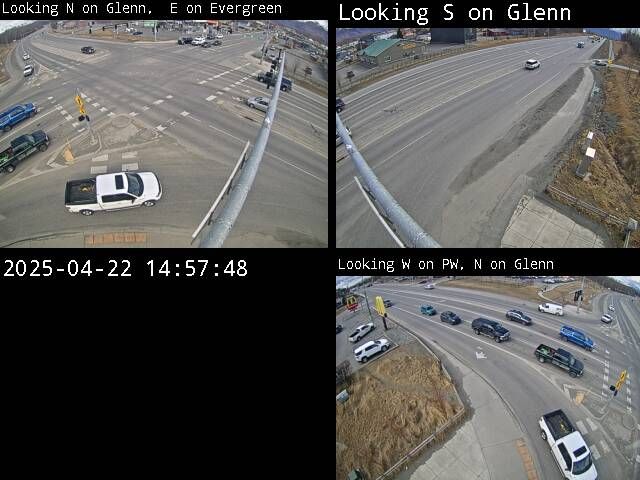 Looking N on Glenn, E on Evergreen
Looking S on Glenn
2025-04-22 14:57:48
Looking W on PW, N on Glenn